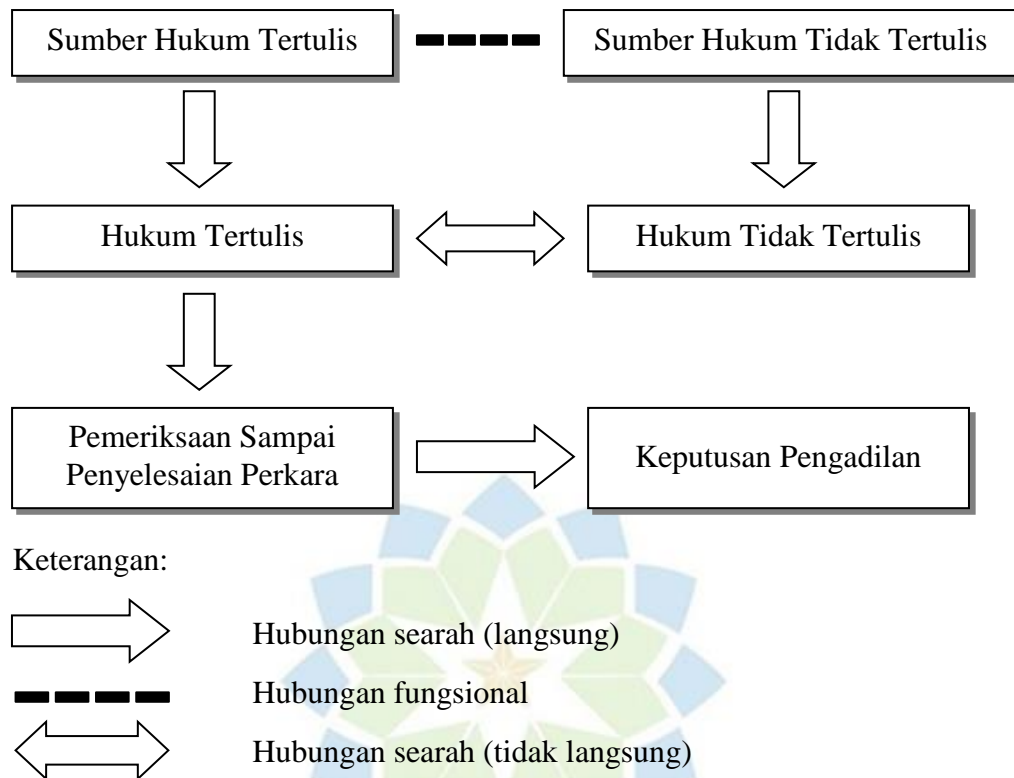 Sumber Hukum Tertulis
Sumber Hukum Tidak Tertulis
Hukum Tertulis
Hukum Tidak Tertulis
Pemeriksaan Sampai
Penyelesaian Perkara
Keputusan Pengadilan
Keterangan:
Hubungan searah (langsung)
Hubungan fungsional
Hubungan searah (tidak langsung)